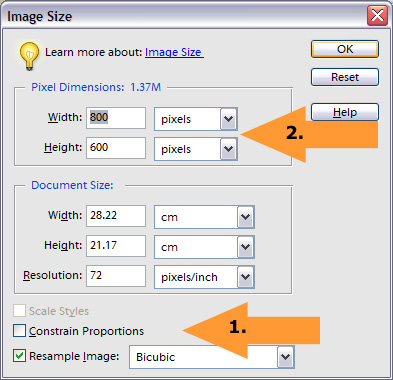 Image Size
Learn more about: Image Size
OK
Reset
Help
Pixel Dimensions: 1.37M
Width: 800 pixels
Height: 600 pixels
2.
Document Size:
Width: 28.22 cm
Height: 21.17 cm
Resolution: 72 pixels/inch
Scale Styles
Constrain Proportions
1.
Resample Image: Bicubic